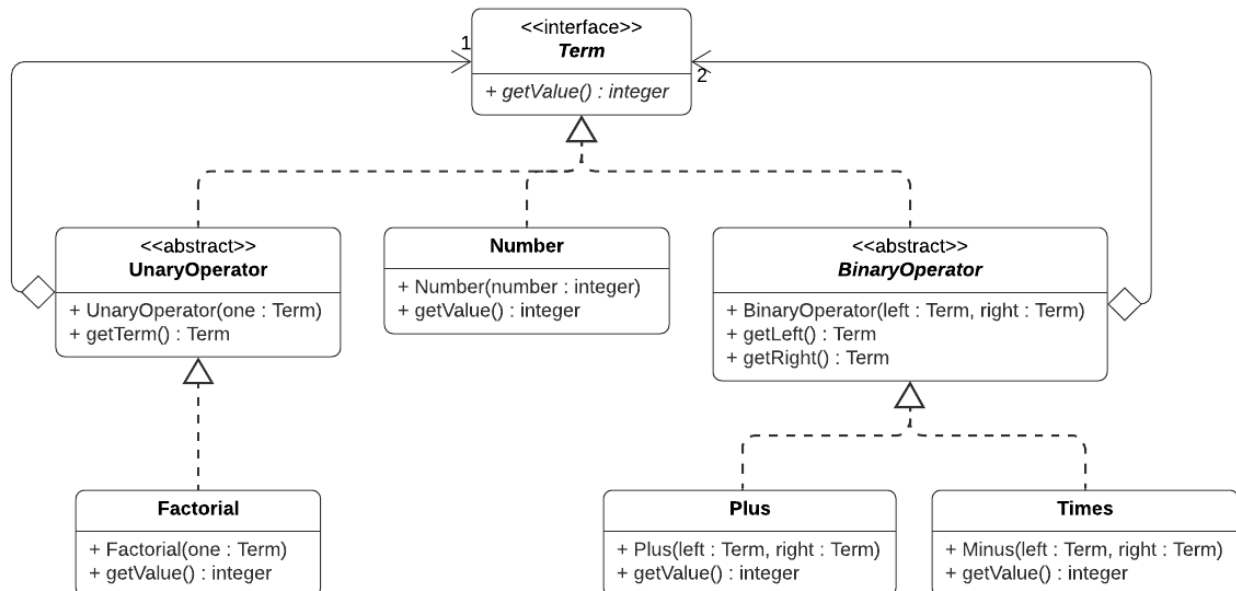 <<interface>>
Term
+ getValue() : integer
1
2
<<abstract>>
UnaryOperator
+ UnaryOperator(one : Term)
+ getTerm() : Term
Number
+ Number(number : integer)
+ getValue() : integer
<<abstract>>
BinaryOperator
+ BinaryOperator(left : Term, right : Term)
+ getLeft() : Term
+ getRight() : Term
Factorial
+ Factorial(one : Term)
+ getValue() : integer
Plus
+ Plus(left : Term, right : Term)
+ getValue() : integer
Times
+ Minus(left : Term, right : Term)
+ getValue() : integer